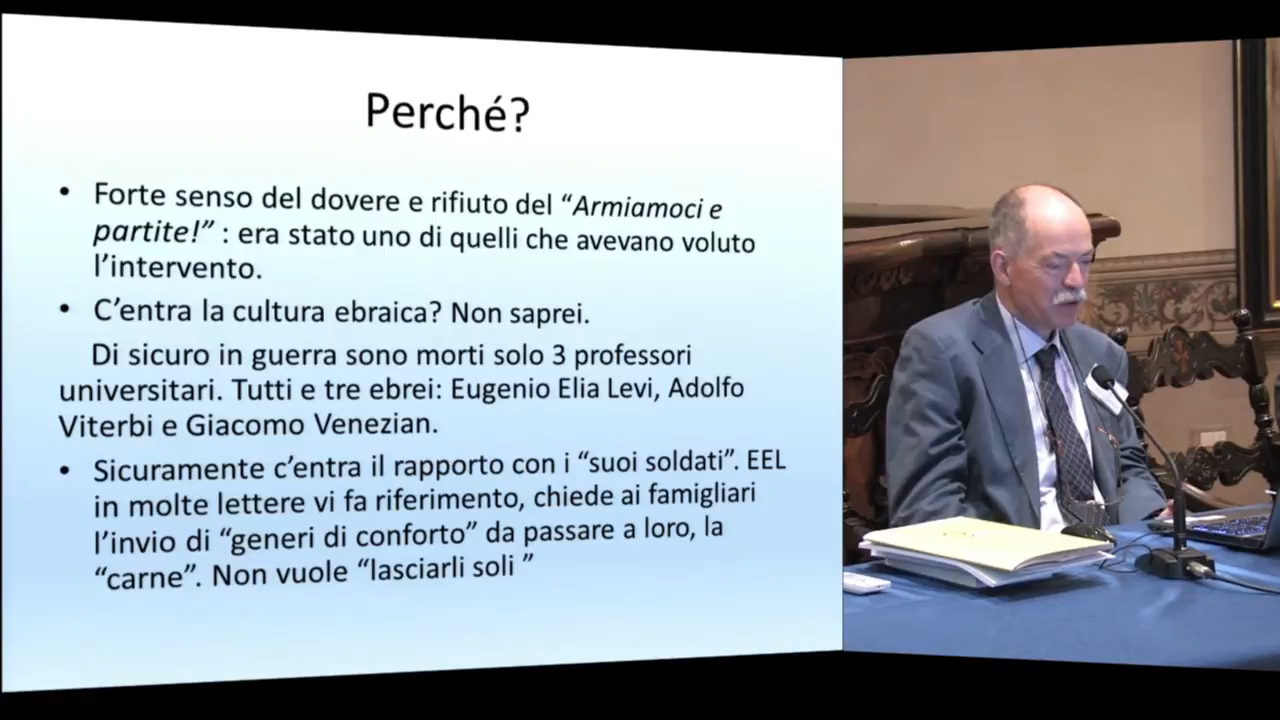 Perché?
• Forte senso del dovere e rifiuto del “Armiamoci e
partite!” : era stato uno di quelli che avevano voluto
l’intervento.
• C’entra la cultura ebraica? Non saprei.
Di sicuro in guerra sono morti solo 3 professori
universitari. Tutti e tre ebrei: Eugenio Elia Levi, Adolfo
Viterbi e Giacomo Venezian.
• Sicuramente c’entra il rapporto con i “suoi soldati”. EEL
in molte lettere vi fa riferimento, chiede ai famigliari
l’invio di “generi di conforto” da passare a loro, la
“carne”. Non vuole “lasciarli soli ”